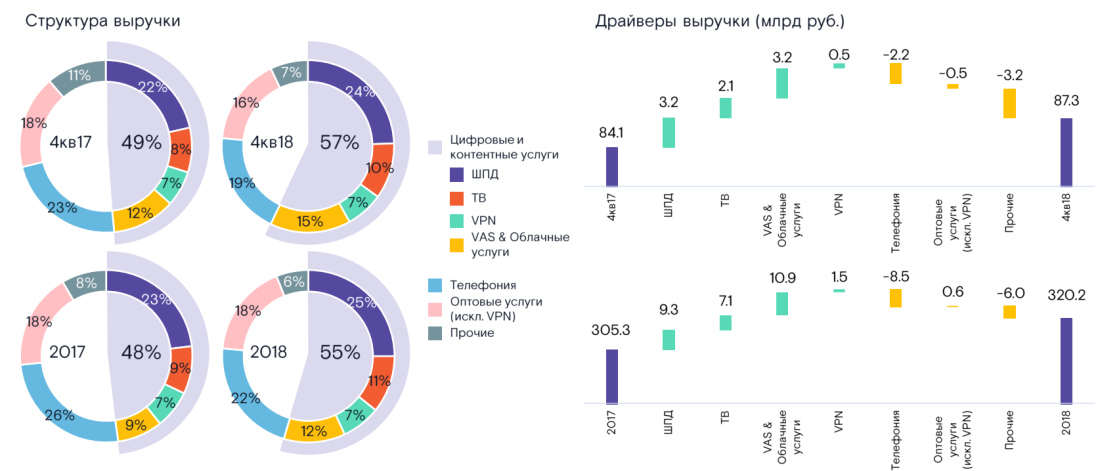 Структура выручки
11%
22%
8%
7%
12%
23%
18%
4кв17
49%
7%
24%
10%
7%
15%
19%
16%
4кв18
57%
8%
23%
9%
7%
9%
26%
18%
2017
48%
6%
25%
11%
7%
12%
22%
18%
2018
55%
Цифровые и
контентные услуги
ШПД
ТВ
VPN
VAS & Облачные
услуги
Телефония
Оптовые услуги
(искл. VPN)
Прочие
Драйверы выручки (млрд руб.)
84.1
3.2
2.1
3.2
0.5
-2.2
-0.5
-3.2
87.3
4кв17
ШПД
ТВ
VAS &
Облачные
услуги
VPN
Телефония
Оптовые
услуги
(искл. VPN)
Прочие
4кв18
305.3
9.3
7.1
10.9
1.5
-8.5
0.6
-6.0
320.2
2017
ШПД
ТВ
VAS &
Облачные
услуги
VPN
Телефония
Оптовые
услуги
(искл. VPN)
Прочие
2018